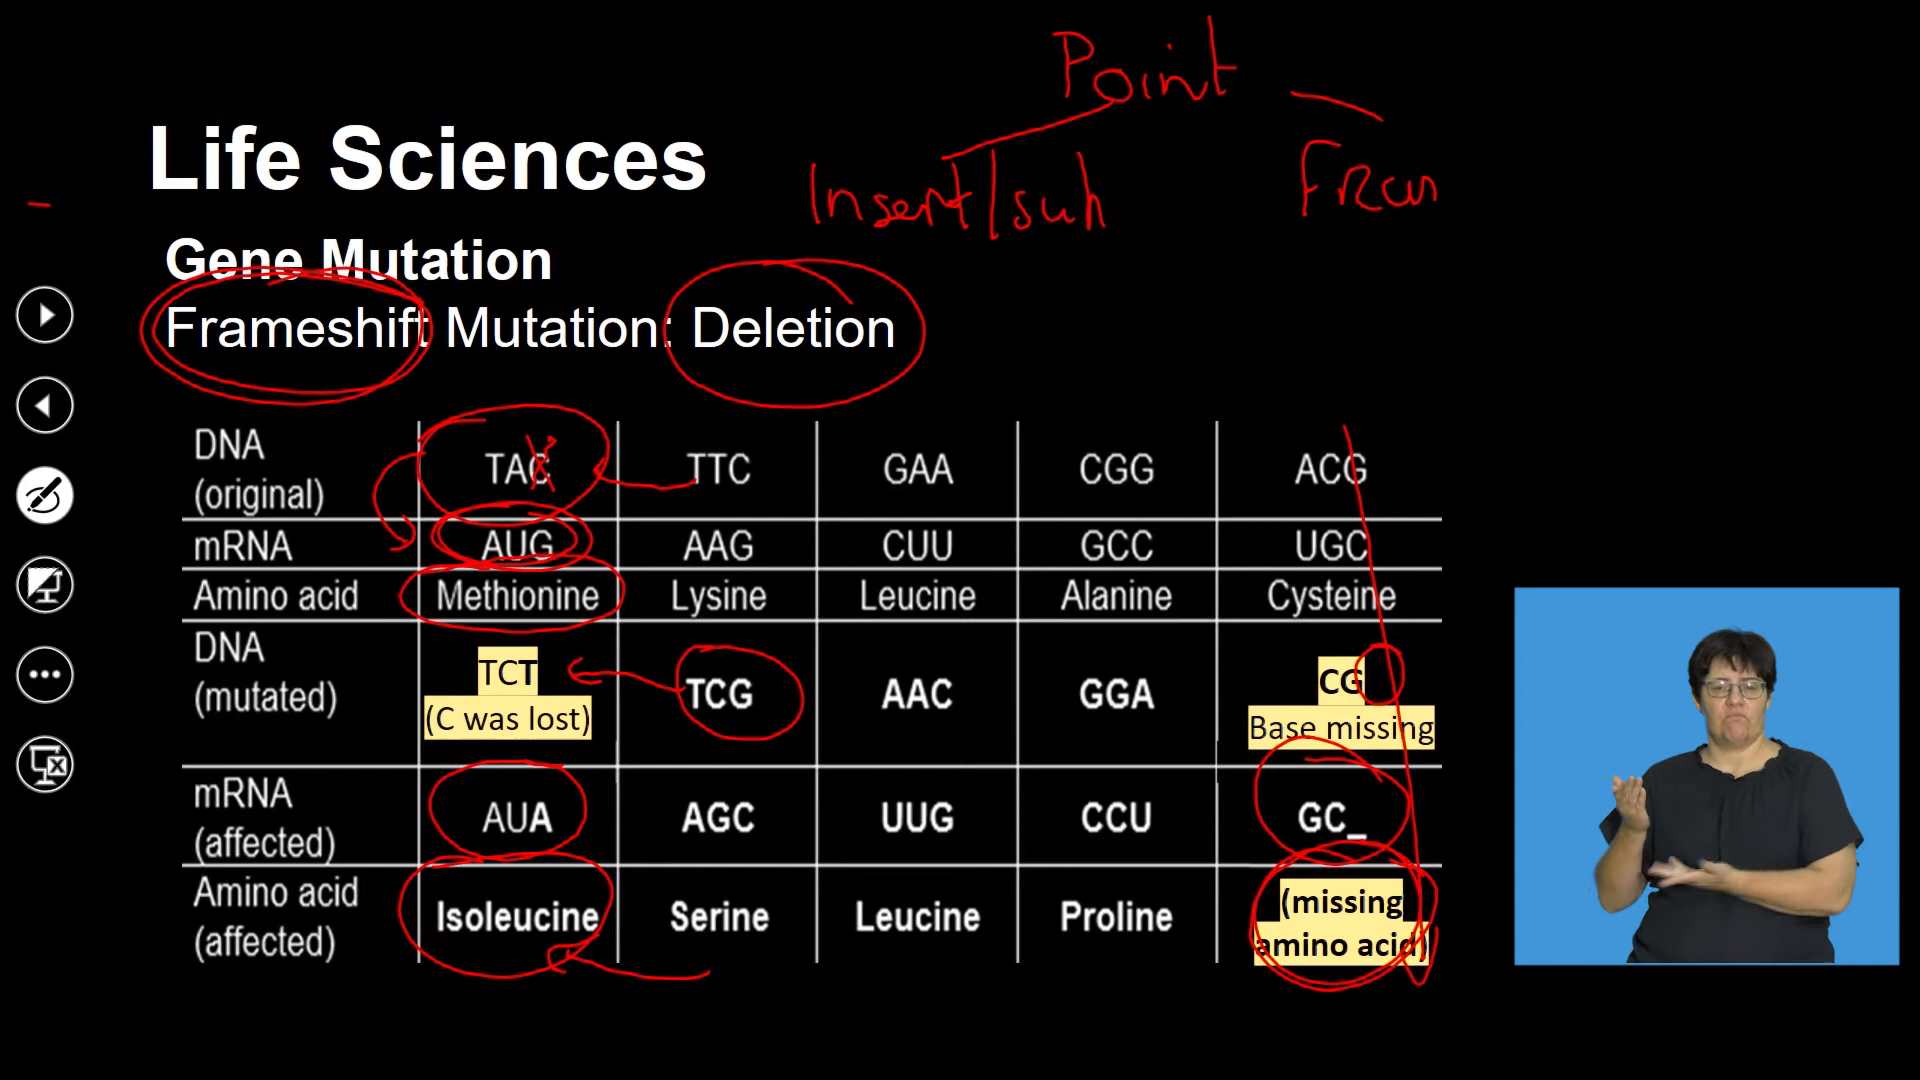 Point
Life Sciences
Insert/sub
Fram
Gene Mutation
Frameshift Mutation: Deletion
DNA (original) TAC TTC GAA CGG ACG
mRNA AUG AAG CUU GCC UGC
Amino acid Methionine Lysine Leucine Alanine Cysteine
DNA (mutated) TCT (C was lost) TCG AAC GGA CG Base missing
mRNA (affected) AUA AGC UUG CCU GC_
Amino acid (affected) Isoleucine Serine Leucine Proline (missing amino acid)